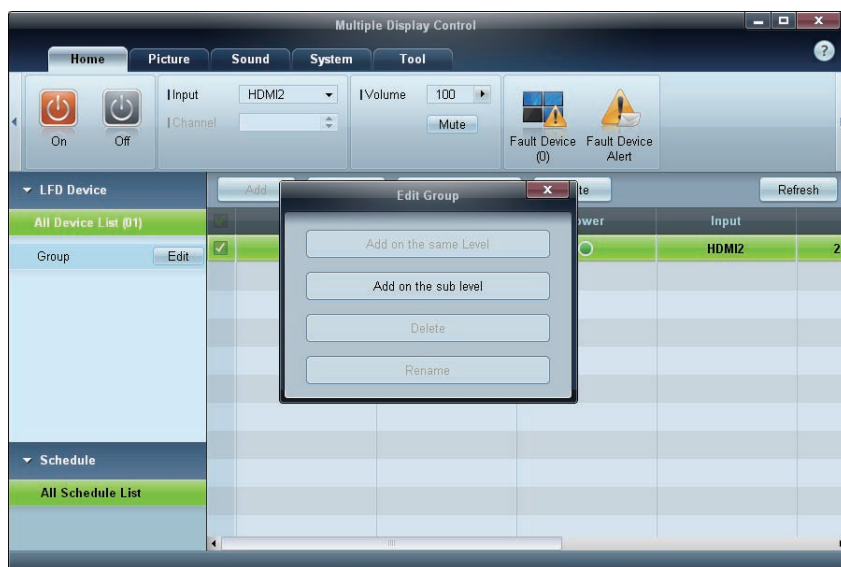 Multiple Display Control
Home Picture Sound System Tool
Input HDMI2 Volume 100
Channel Mute
On Off Fault Device (0) Fault Device Alert
LFD Device Add Refresh
Edit Group
All Device List (01) Input
Group Edit HDMI2 2
Add on the same Level
Add on the sub level
Delete
Rename
Schedule
All Schedule List